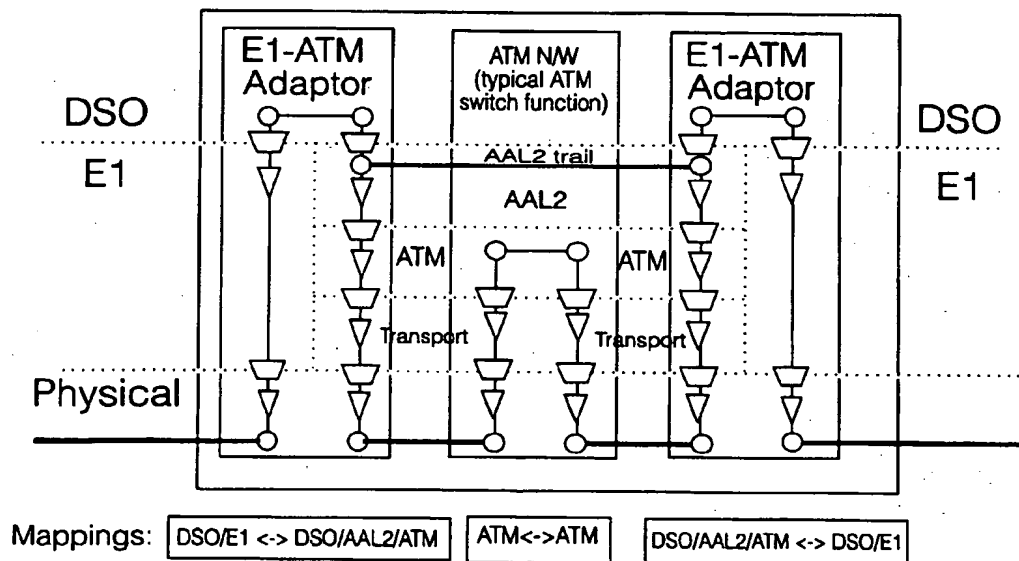 E1-ATM
Adaptor
ATM N/W
(typical ATM
switch function)
E1-ATM
Adaptor
DSO
DSO
AAL2 trail
E1
E1
AAL2
ATM
ATM
Transport
Transport
Physical
Mappings:
DSO/E1 <-> DSO/AAL2/ATM
ATM<->ATM
DSO/AAL2/ATM <-> DSO/E1